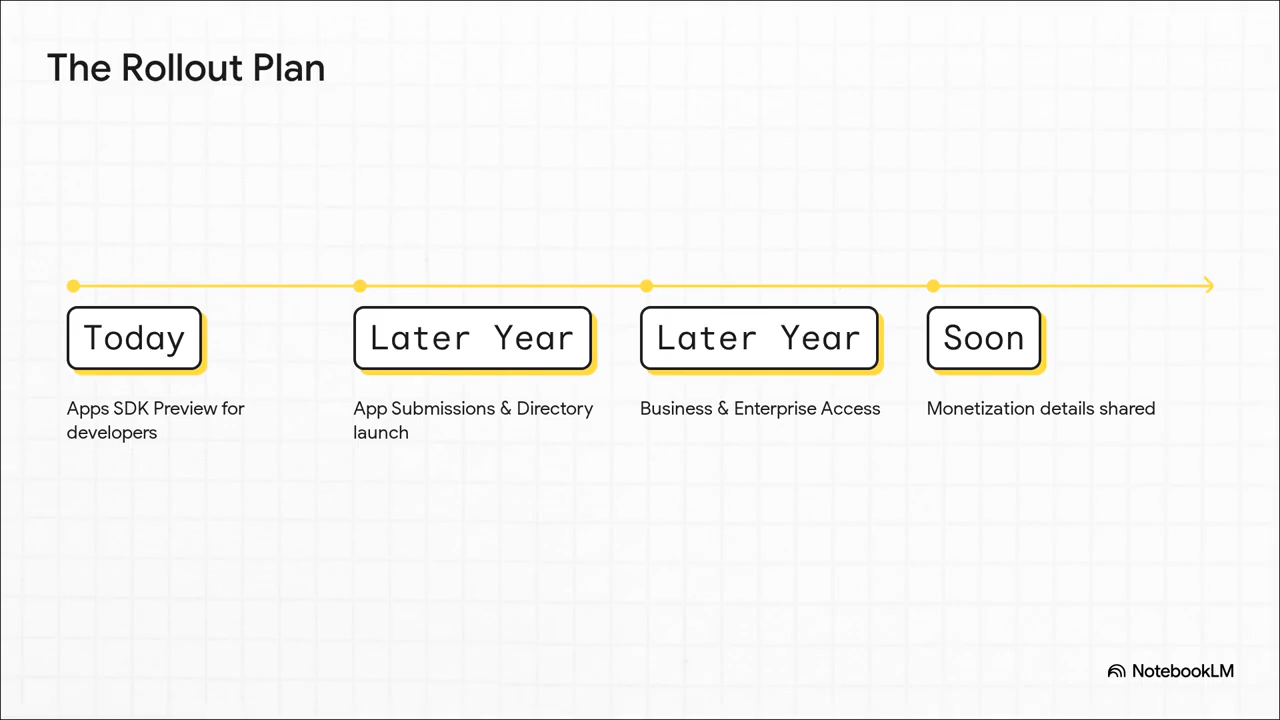 The Rollout Plan
Today
Apps SDK Preview for
developers
Later Year
App Submissions & Directory
launch
Later Year
Business & Enterprise Access
Soon
Monetization details shared
NotebookLM